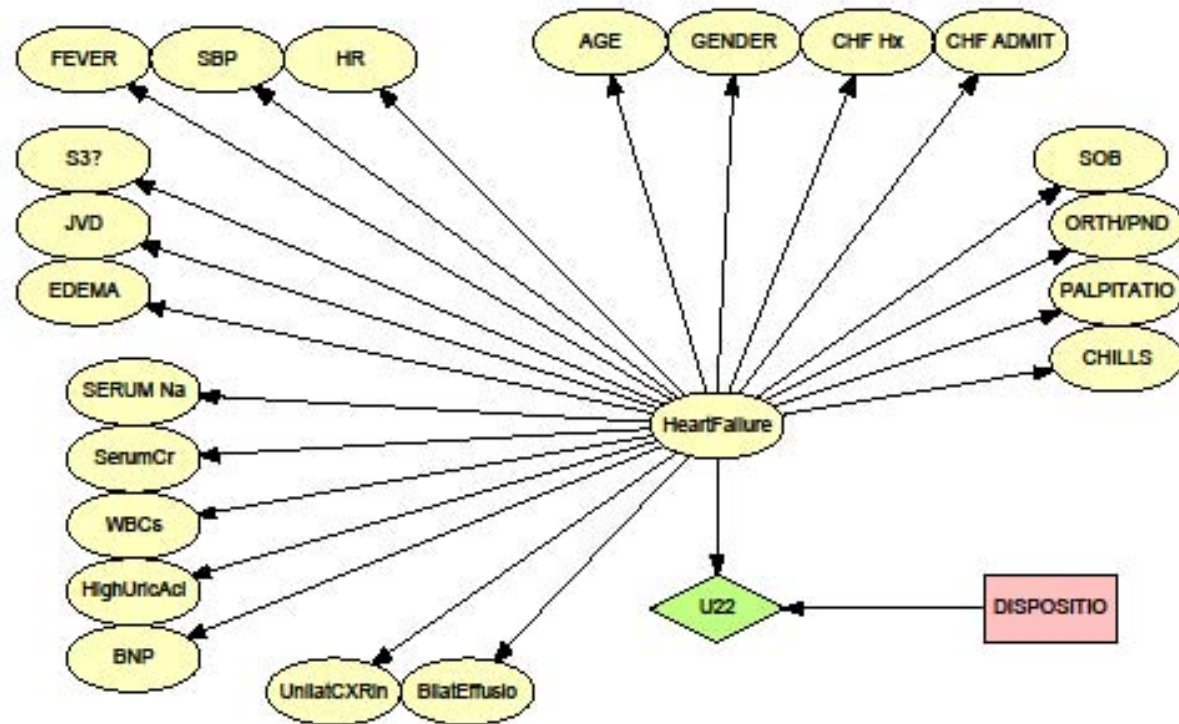 FEVER
SBP
HR
AGE
GENDER
CHF Hx
CHF ADMIT
S3?
JVD
EDEMA
SOB
ORTH/PND
PALPITATIO
CHILLS
SERUM Na
SerumCr
WBCs
HighUricAci
BNP
HeartFailure
U22
DISPOSITIO
UnilatCXRin
BilatEffusio